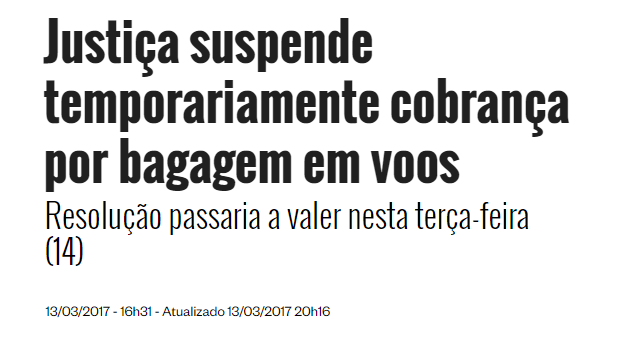 Justiça suspende
temporariamente cobrança
por bagagem em voos
Resolução passaria a valer nesta terça-feira
(14)
13/03/2017 - 16h31 - Atualizado 13/03/2017 20h16